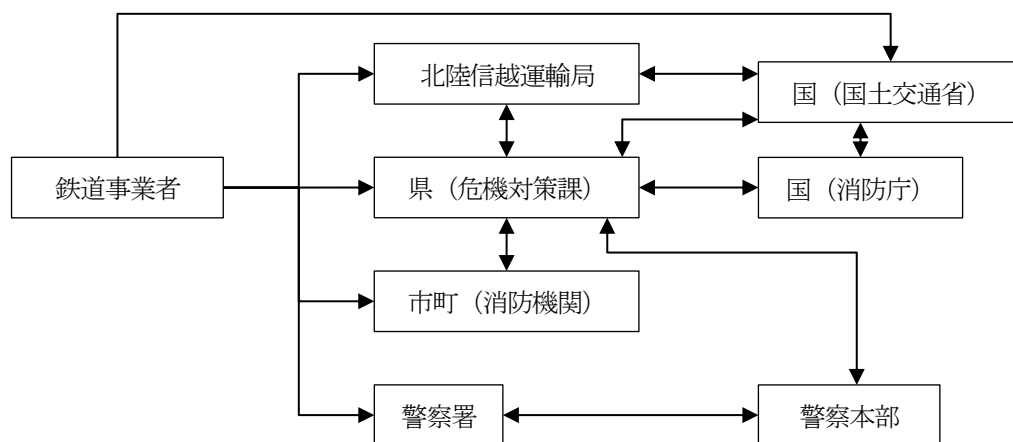 北陸信越運輸局
国（国土交通省）
鉄道事業者
県（危機対策課）
国（消防庁）
市町（消防機関）
警察署
警察本部